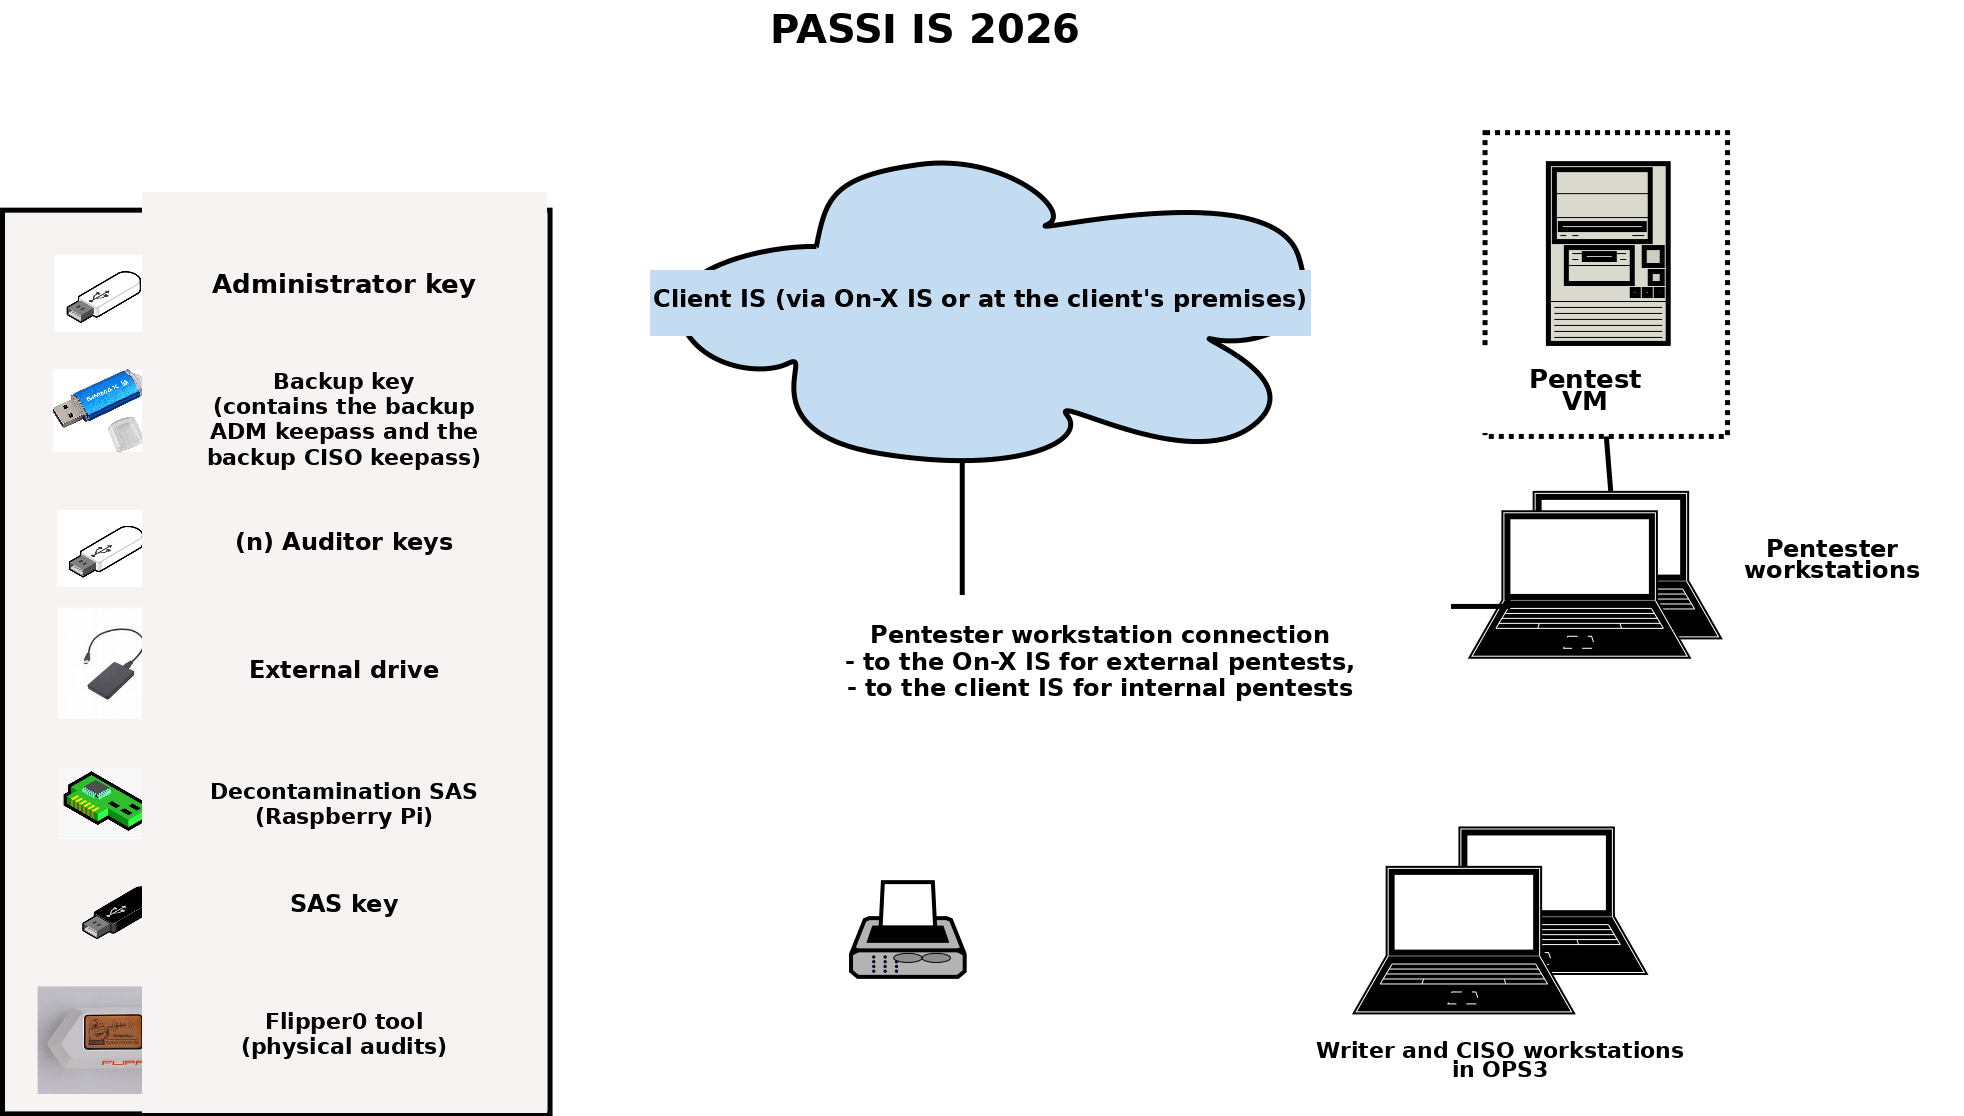 PASSI IS 2026
Administrator key
Backup key
(contains the backup
ADM keepass and the
backup CISO keepass)
(n) Auditor keys
External drive
Decontamination SAS
(Raspberry Pi)
SAS key
Flipper0 tool
(physical audits)
Client IS (via On-X IS or at the client's premises)
Pentest
VM
Pentester
workstations
Pentester workstation connection
- to the On-X IS for external pentests,
- to the client IS for internal pentests
Writer and CISO workstations
in OPS3